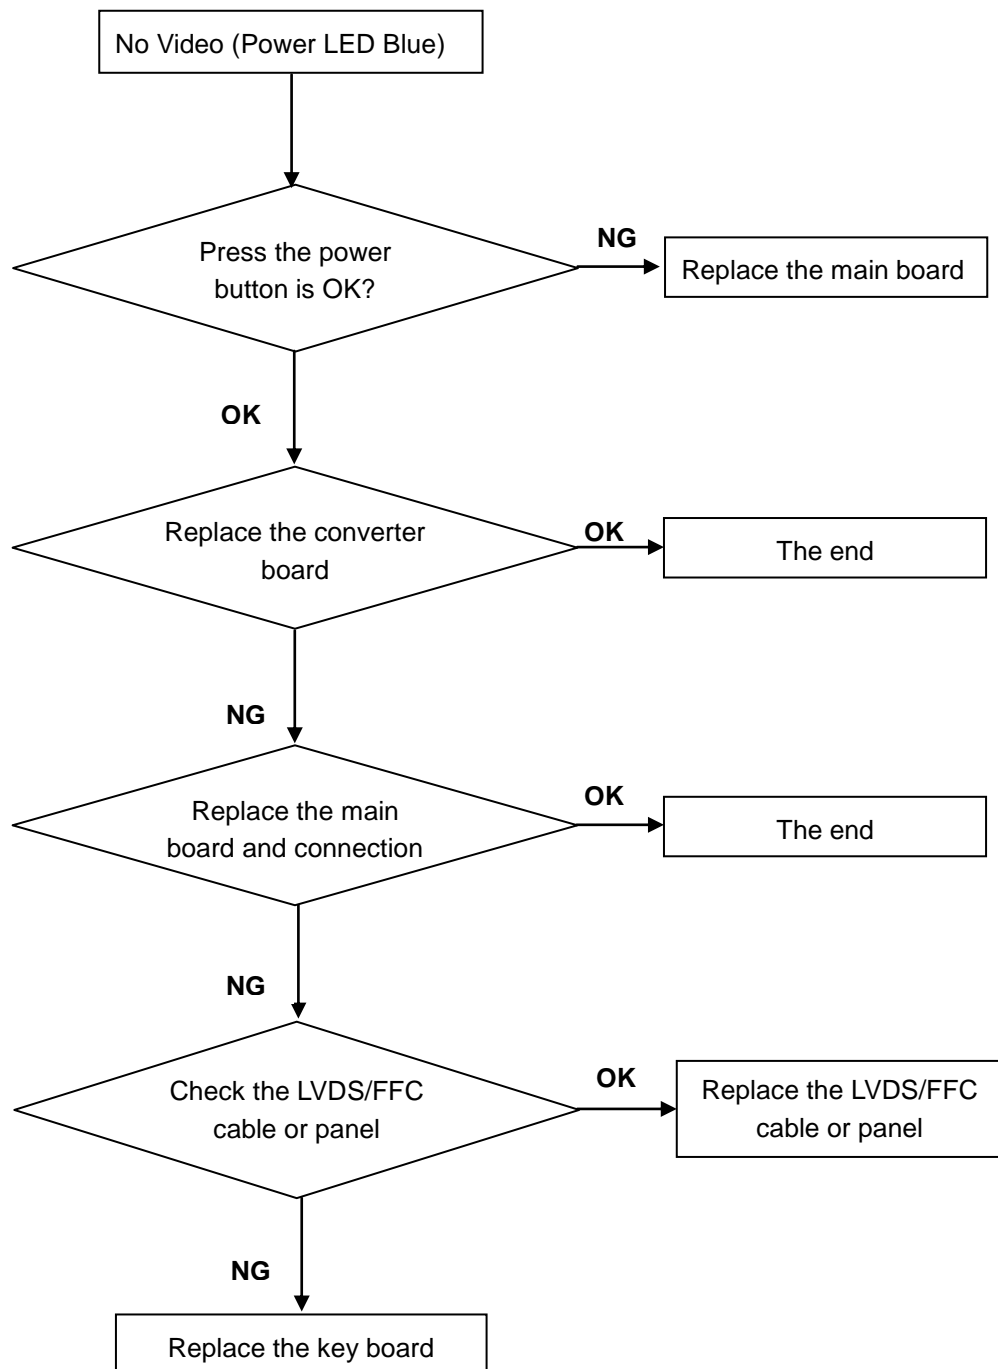 No Video (Power LED Blue)
Press the power
button is OK?
NG
Replace the main board
OK
Replace the converter
board
OK
The end
NG
Replace the main
board and connection
OK
The end
NG
Check the LVDS/FFC
cable or panel
OK
Replace the LVDS/FFC
cable or panel
NG
Replace the key board